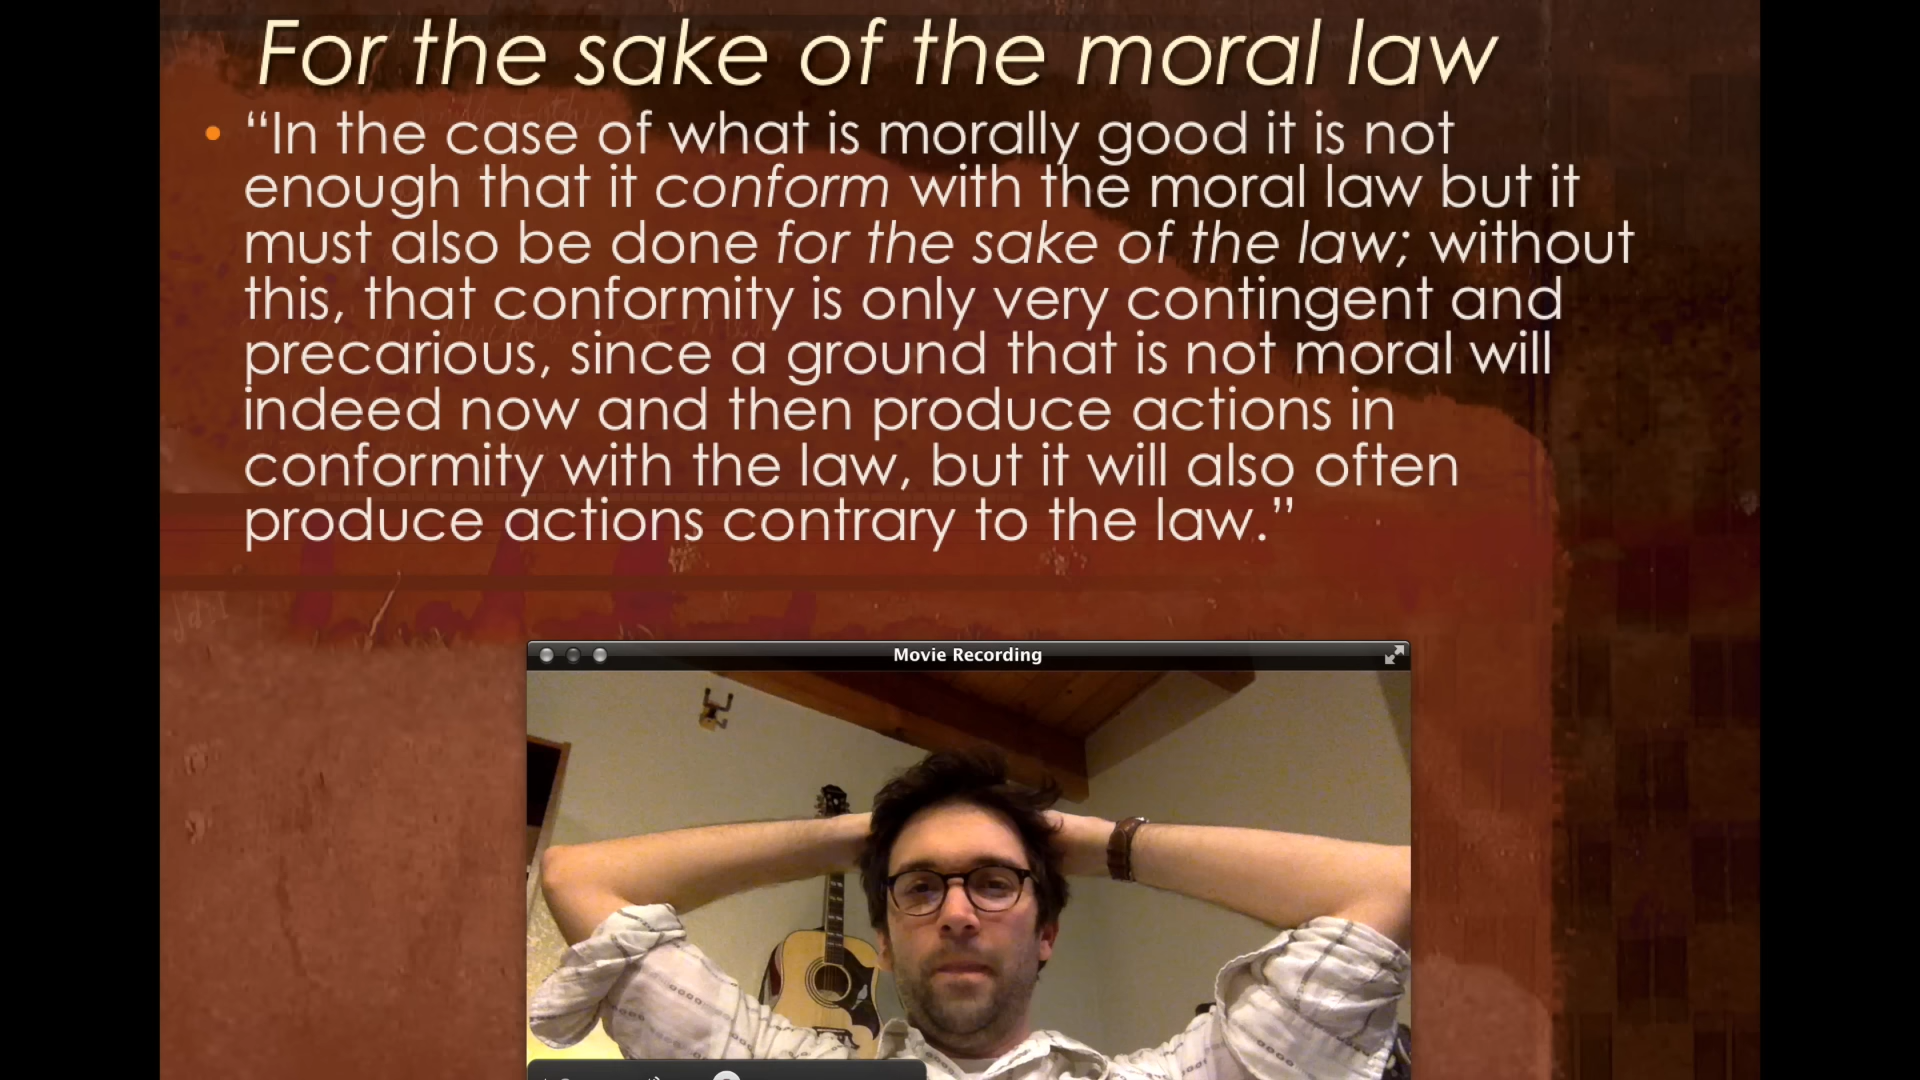 For the sake of the moral law
• “In the case of what is morally good it is not
enough that it conform with the moral law but it
must also be done for the sake of the law; without
this, that conformity is only very contingent and
precarious, since a ground that is not moral will
indeed now and then produce actions in
conformity with the law, but it will also often
produce actions contrary to the law.”
Movie Recording